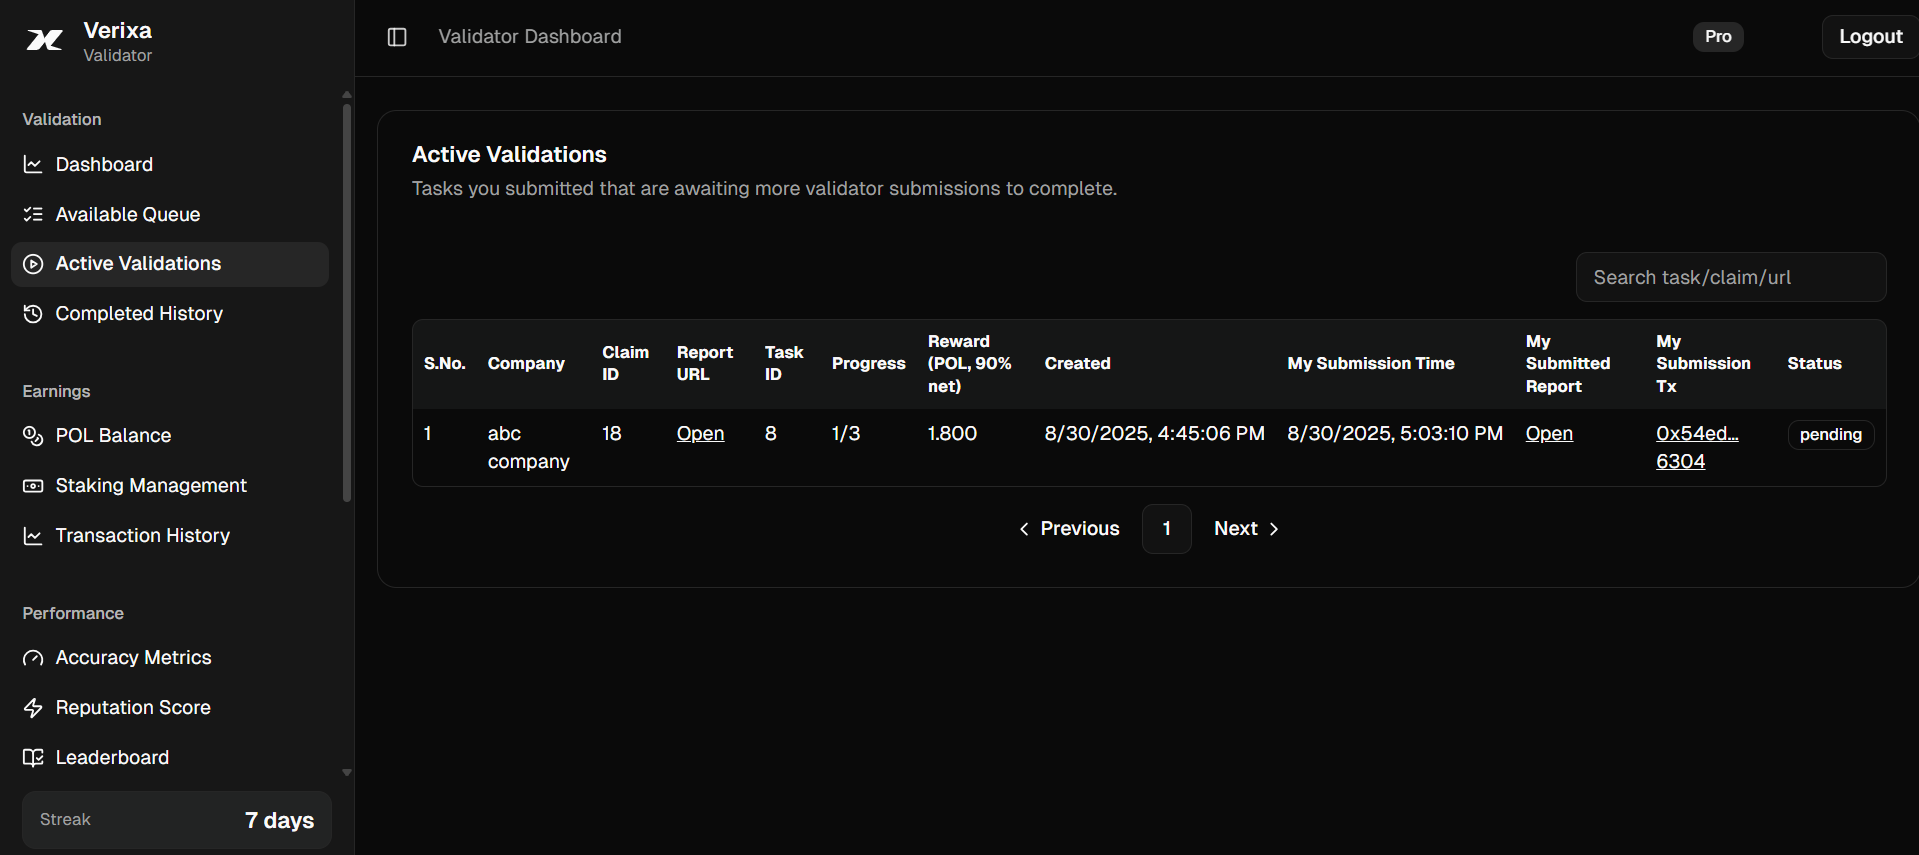 Verixa
Validator
Validation
Dashboard
Available Queue
Active Validations
Completed History
Earnings
POL Balance
Staking Management
Transaction History
Performance
Accuracy Metrics
Reputation Score
Leaderboard
Streak 7 days
Validator Dashboard
Pro
Logout
Active Validations
Tasks you submitted that are awaiting more validator submissions to complete.
Search task/claim/url
S.No.
Company
Claim
ID
Report
URL
Task
ID
Progress
Reward
(POL, 90%
net)
Created
My Submission Time
My
Submitted
Report
My
Submission
Tx
Status
1
abc
company
18
Open
8
1/3
1.800
8/30/2025, 4:45:06 PM
8/30/2025, 5:03:10 PM
Open
0x54ed…
6304
pending
Previous
1
Next